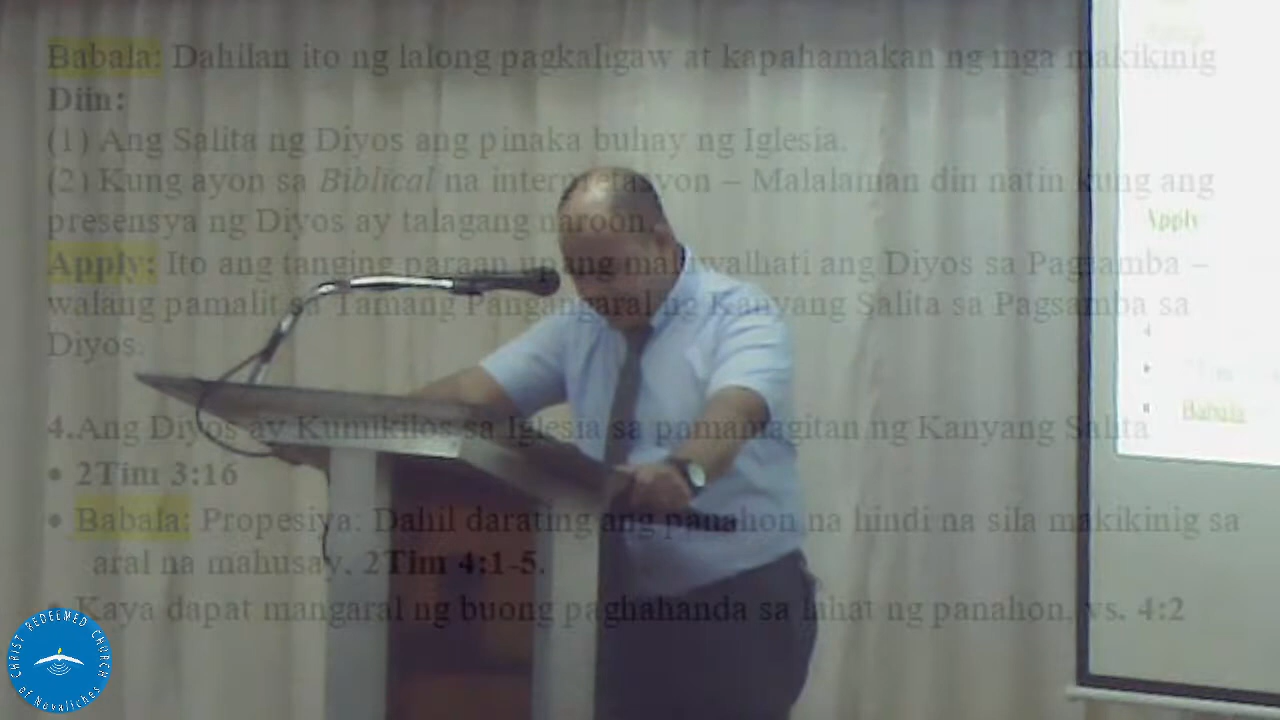 Babala: Dahilan ito ng lalong pagkaligaw at kapahamakan ng mga makikinig
Diin:
(1) Ang Salita ng Diyos ang pinaka buhay ng Iglesia.
(2) Kung ayon sa Biblical na interpretasyon – Malalaman din natin kung ang
presensya ng Diyos ay talagang naroon.
Apply: Ito ang tanging paraan upang maluwalhati ang Diyos sa Pagsamba –
walang pamalit sa Tamang Pangangaral ng Kanyang Salita sa Pagsamba sa
Diyos.
4.Ang Diyos ay Kumikilos sa Iglesia sa pamamagitan ng Kanyang Salita
• 2Tim 3:16
• Babala: Propesiya: Dahil darating ang panahon na hindi na sila makikinig sa
aral na mahusay. 2Tim 4:1-5.
Kaya dapat mangaral ng buong paghahanda sa lahat ng panahon, vs. 4:2
Apply
4
Babala
CHRIST REDEEMED CHURCH
of Novaliches